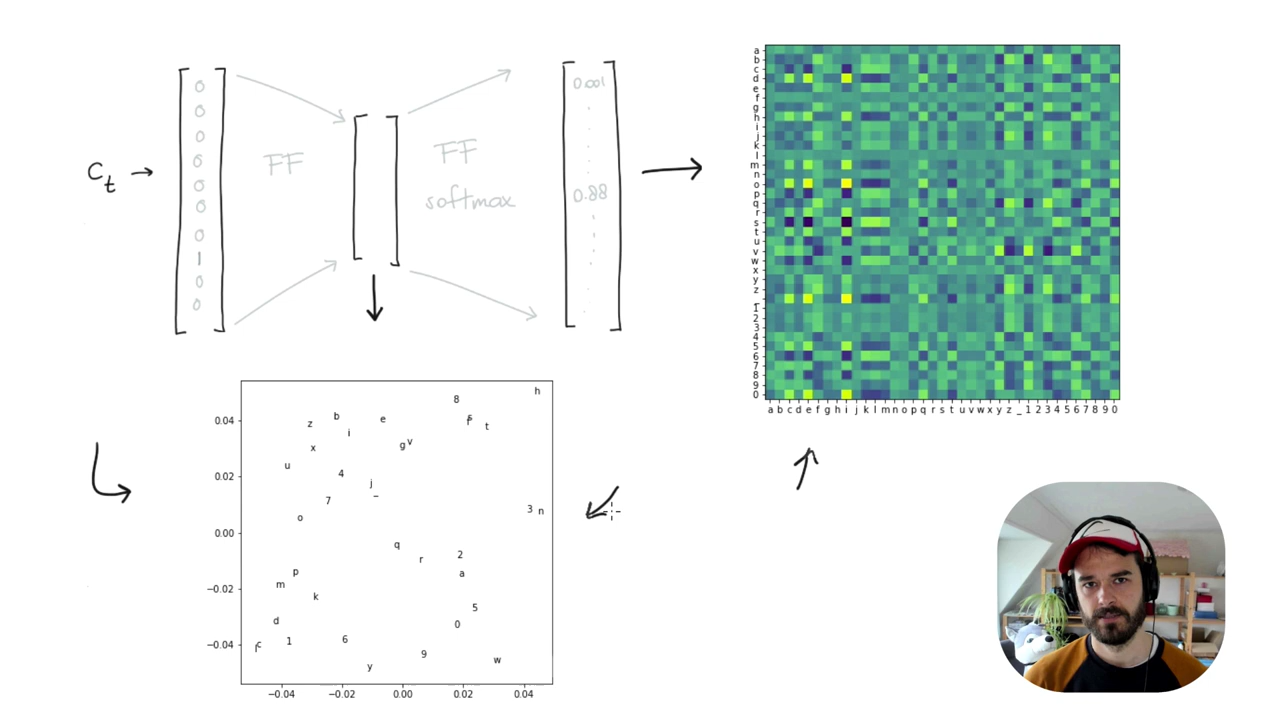 C_t →
0
0
0
0
0
0
0
1
0
0
FF
FF
softmax
0.001
0.88
a
b
c
d
e
f
g
h
i
j
k
l
m
n
o
p
q
r
s
t
u
v
w
x
y
z
_
1
2
3
4
5
6
7
8
9
0
a b c d e f g h i j k l m n o p q r s t u v w x y z _ 1 2 3 4 5 6 7 8 9 0
h
8
b
e
0.04
z
t
i
g v
x
u
4
0.02
j
_
7
3 n
o
0.00
q
2
r
p
a
m
−0.02
k
5
d
0
1
6
c
−0.04
9
w
y
−0.04 −0.02 0.00 0.02 0.04